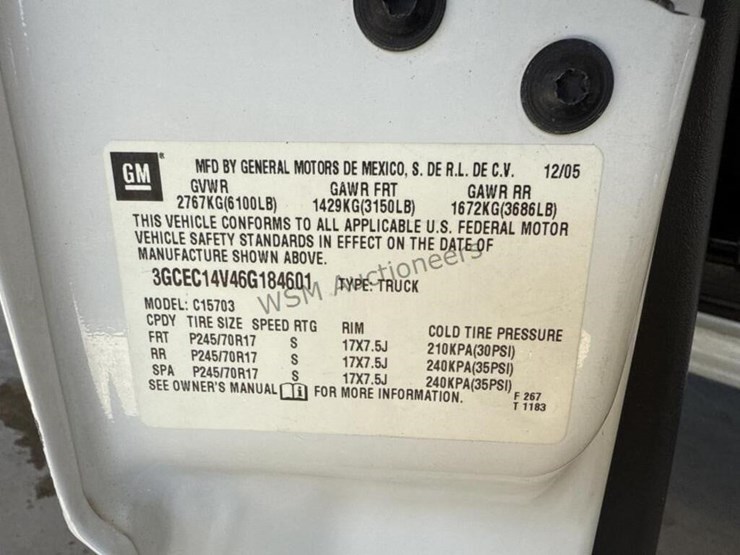 GM MFD BY GENERAL MOTORS DE MEXICO, S. DE R.L. DE C.V. 12/05
GVWR GAWR FRT GAWR RR
2767KG(6100LB) 1429KG(3150LB) 1672KG(3686LB)
THIS VEHICLE CONFORMS TO ALL APPLICABLE U.S. FEDERAL MOTOR
VEHICLE SAFETY STANDARDS IN EFFECT ON THE DATE OF
MANUFACTURE SHOWN ABOVE.
3GCEC14V46G184601 TYPE: TRUCK
WSM Auctioneers
MODEL: C15703
CPDY TIRE SIZE SPEED RTG RIM COLD TIRE PRESSURE
FRT P245/70R17 S 17X7.5J 210KPA(30PSI)
RR P245/70R17 S 17X7.5J 240KPA(35PSI)
SPA P245/70R17 S 17X7.5J 240KPA(35PSI)
SEE OWNER'S MANUAL i FOR MORE INFORMATION. F 267
T 1183